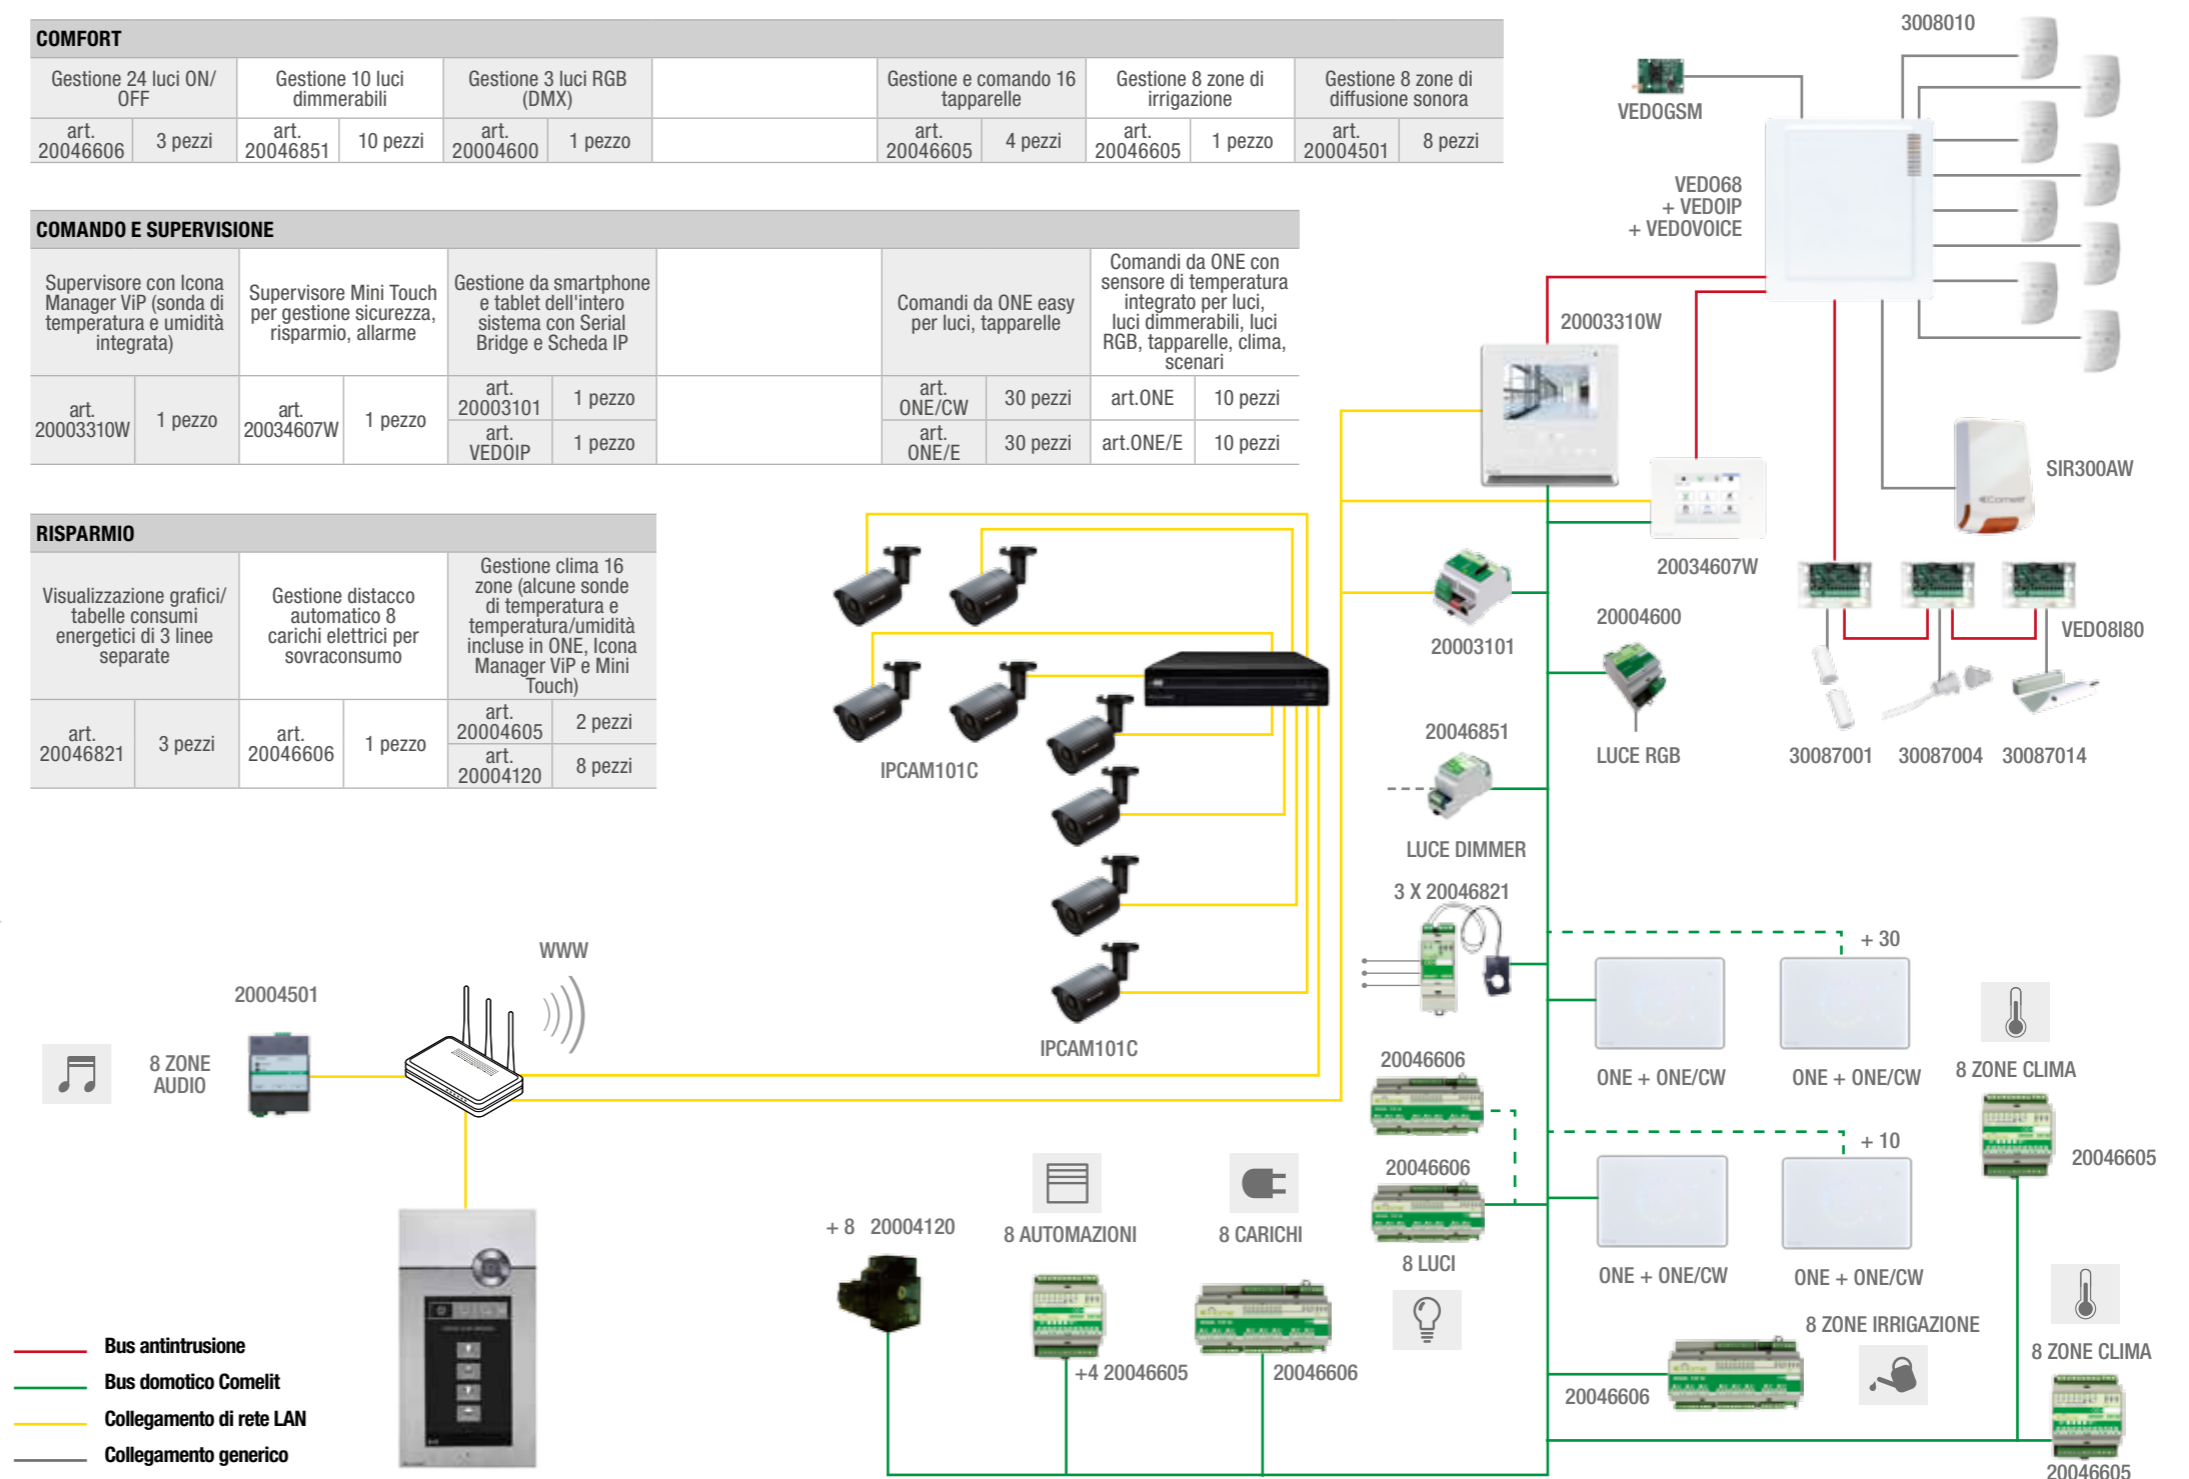 COMFORT
Gestione 24 luci ON/
OFF
Gestione 10 luci
dimmerabili
Gestione 3 luci RGB
(DMX)
Gestione e comando 16
tapparelle
Gestione 8 zone di
irrigazione
Gestione 8 zone di
diffusione sonora
art.
20046606
3 pezzi
art.
20046851
10 pezzi
art.
20004600
1 pezzo
art.
20046605
4 pezzi
art.
20046605
1 pezzo
art.
20004501
8 pezzi
COMANDO E SUPERVISIONE
Supervisore con Icona
Manager ViP (sonda di
temperatura e umidità
integrata)
Supervisore Mini Touch
per gestione sicurezza,
risparmio, allarme
Gestione da smartphone
e tablet dell'intero
sistema con Serial
Bridge e Scheda IP
Comandi da ONE easy
per luci, tapparelle
Comandi da ONE con
sensore di temperatura
integrato per luci,
luci dimmerabili, luci
RGB, tapparelle, clima,
scenari
art.
20003310W
1 pezzo
art.
20034607W
1 pezzo
art.
20003101
1 pezzo
art.
VEDOIP
1 pezzo
art.
ONE/CW
30 pezzi
art.
ONE/E
30 pezzi
art.ONE
10 pezzi
art.ONE/E
10 pezzi
RISPARMIO
Visualizzazione grafici/
tabelle consumi
energetici di 3 linee
separate
Gestione distacco
automatico 8
carichi elettrici per
sovraconsumo
Gestione clima 16
zone (alcune sonde
di temperatura e
temperatura/umidità
incluse in ONE, Icona
Manager ViP e Mini
Touch)
art.
20046821
3 pezzi
art.
20046606
1 pezzo
art.
20004605
2 pezzi
art.
20004120
8 pezzi
3008010
VEDOGSM
VEDO68
+ VEDOIP
+ VEDOVOICE
20003310W
SIR300AW
Comelit
20034607W
20003101
20004600
LUCE RGB
VEDO8I80
30087001
30087004
30087014
IPCAM101C
20046851
LUCE DIMMER
3 X 20046821
IPCAM101C
WWW
20004501
8 ZONE
AUDIO
20046606
20046606
8 LUCI
+ 30
ONE + ONE/CW
ONE + ONE/CW
+ 10
ONE + ONE/CW
ONE + ONE/CW
8 ZONE CLIMA
20046605
8 ZONE IRRIGAZIONE
20046606
8 ZONE CLIMA
20046605
+ 8 20004120
8 AUTOMAZIONI
+4 20046605
8 CARICHI
20046606
Bus antintrusione
Bus domotico Comelit
Collegamento di rete LAN
Collegamento generico